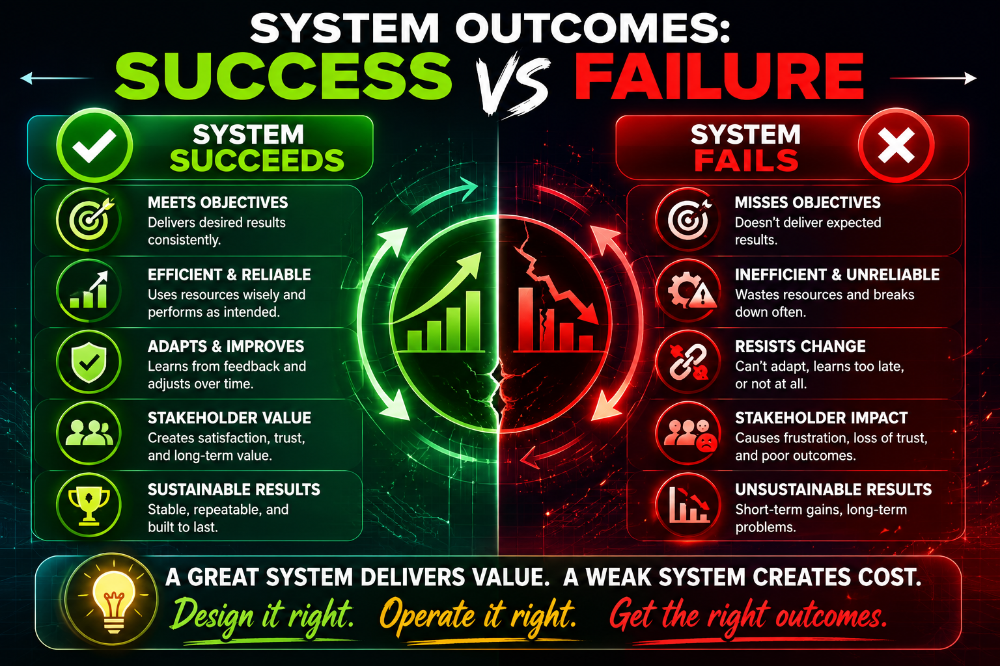 SYSTEM OUTCOMES:
SUCCESS VS FAILURE
SYSTEM
SUCCEEDS
MEETS OBJECTIVES
Delivers desired results
consistently.
EFFICIENT & RELIABLE
Uses resources wisely and
performs as intended.
ADAPTS & IMPROVES
Learns from feedback and
adjusts over time.
STAKEHOLDER VALUE
Creates satisfaction, trust,
and long-term value.
SUSTAINABLE RESULTS
Stable, repeatable, and
built to last.
SYSTEM
FAILS
MISSES OBJECTIVES
Doesn't deliver expected
results.
INEFFICIENT & UNRELIABLE
Wastes resources and breaks
down often.
RESISTS CHANGE
Can't adapt, learns too late,
or not at all.
STAKEHOLDER IMPACT
Causes frustration, loss of trust,
and poor outcomes.
UNSUSTAINABLE RESULTS
Short-term gains, long-term
problems.
A GREAT SYSTEM DELIVERS VALUE. A WEAK SYSTEM CREATES COST.
Design it right. Operate it right. Get the right outcomes.